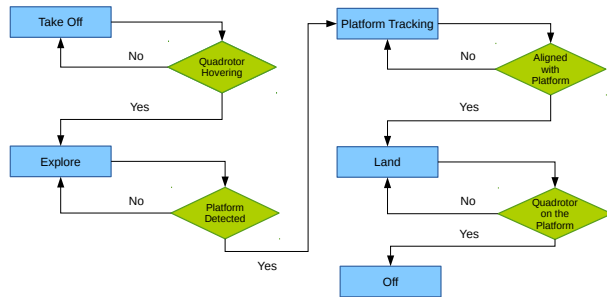 Take Off
No
Quadrotor
Hovering
Yes
Explore
No
Platform
Detected
Yes
Platform Tracking
No
Aligned
with
Platform
Yes
Land
No
Quadrotor
on the
Platform
Yes
Off